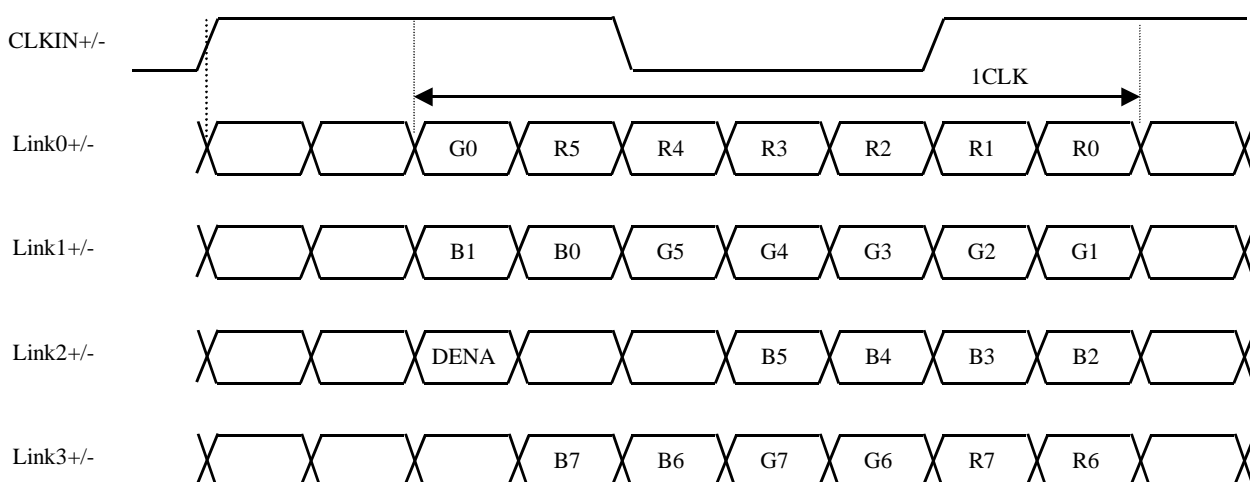 CLKIN+/-
1CLK
Link0+/- G0 R5 R4 R3 R2 R1 R0
Link1+/- B1 B0 G5 G4 G3 G2 G1
Link2+/- DENA B5 B4 B3 B2
Link3+/- B7 B6 G7 G6 R7 R6